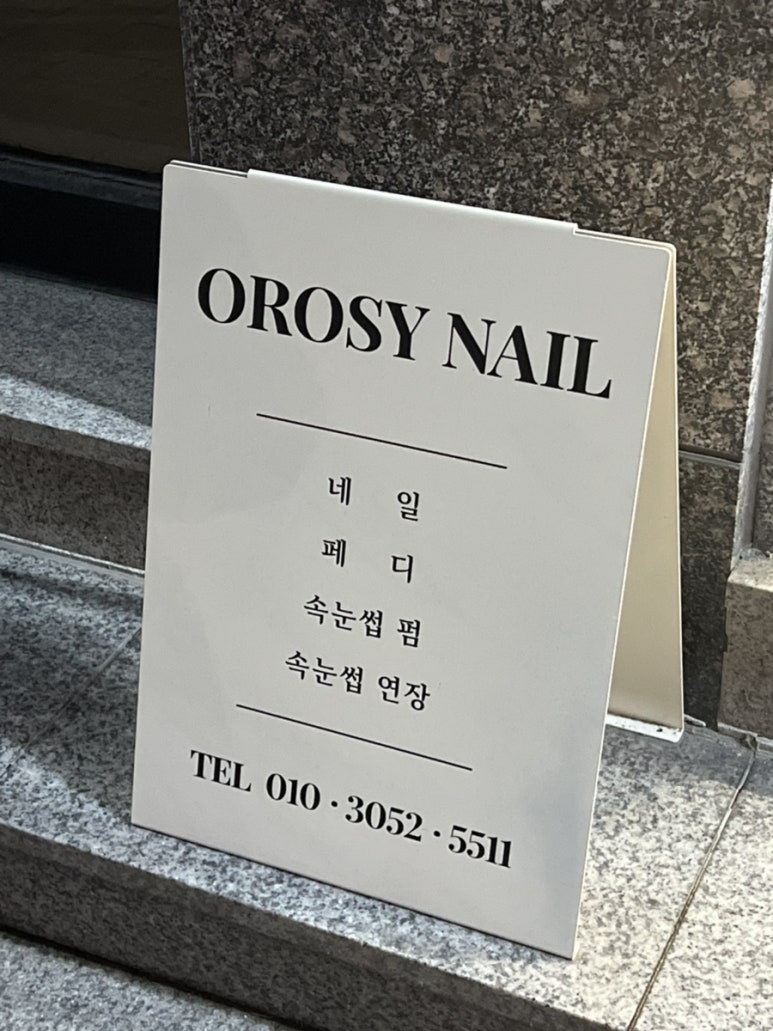 OROSY NAIL
네 일
페 디
속눈썹 펌
속눈썹 연장
TEL 010 · 3052 · 5511